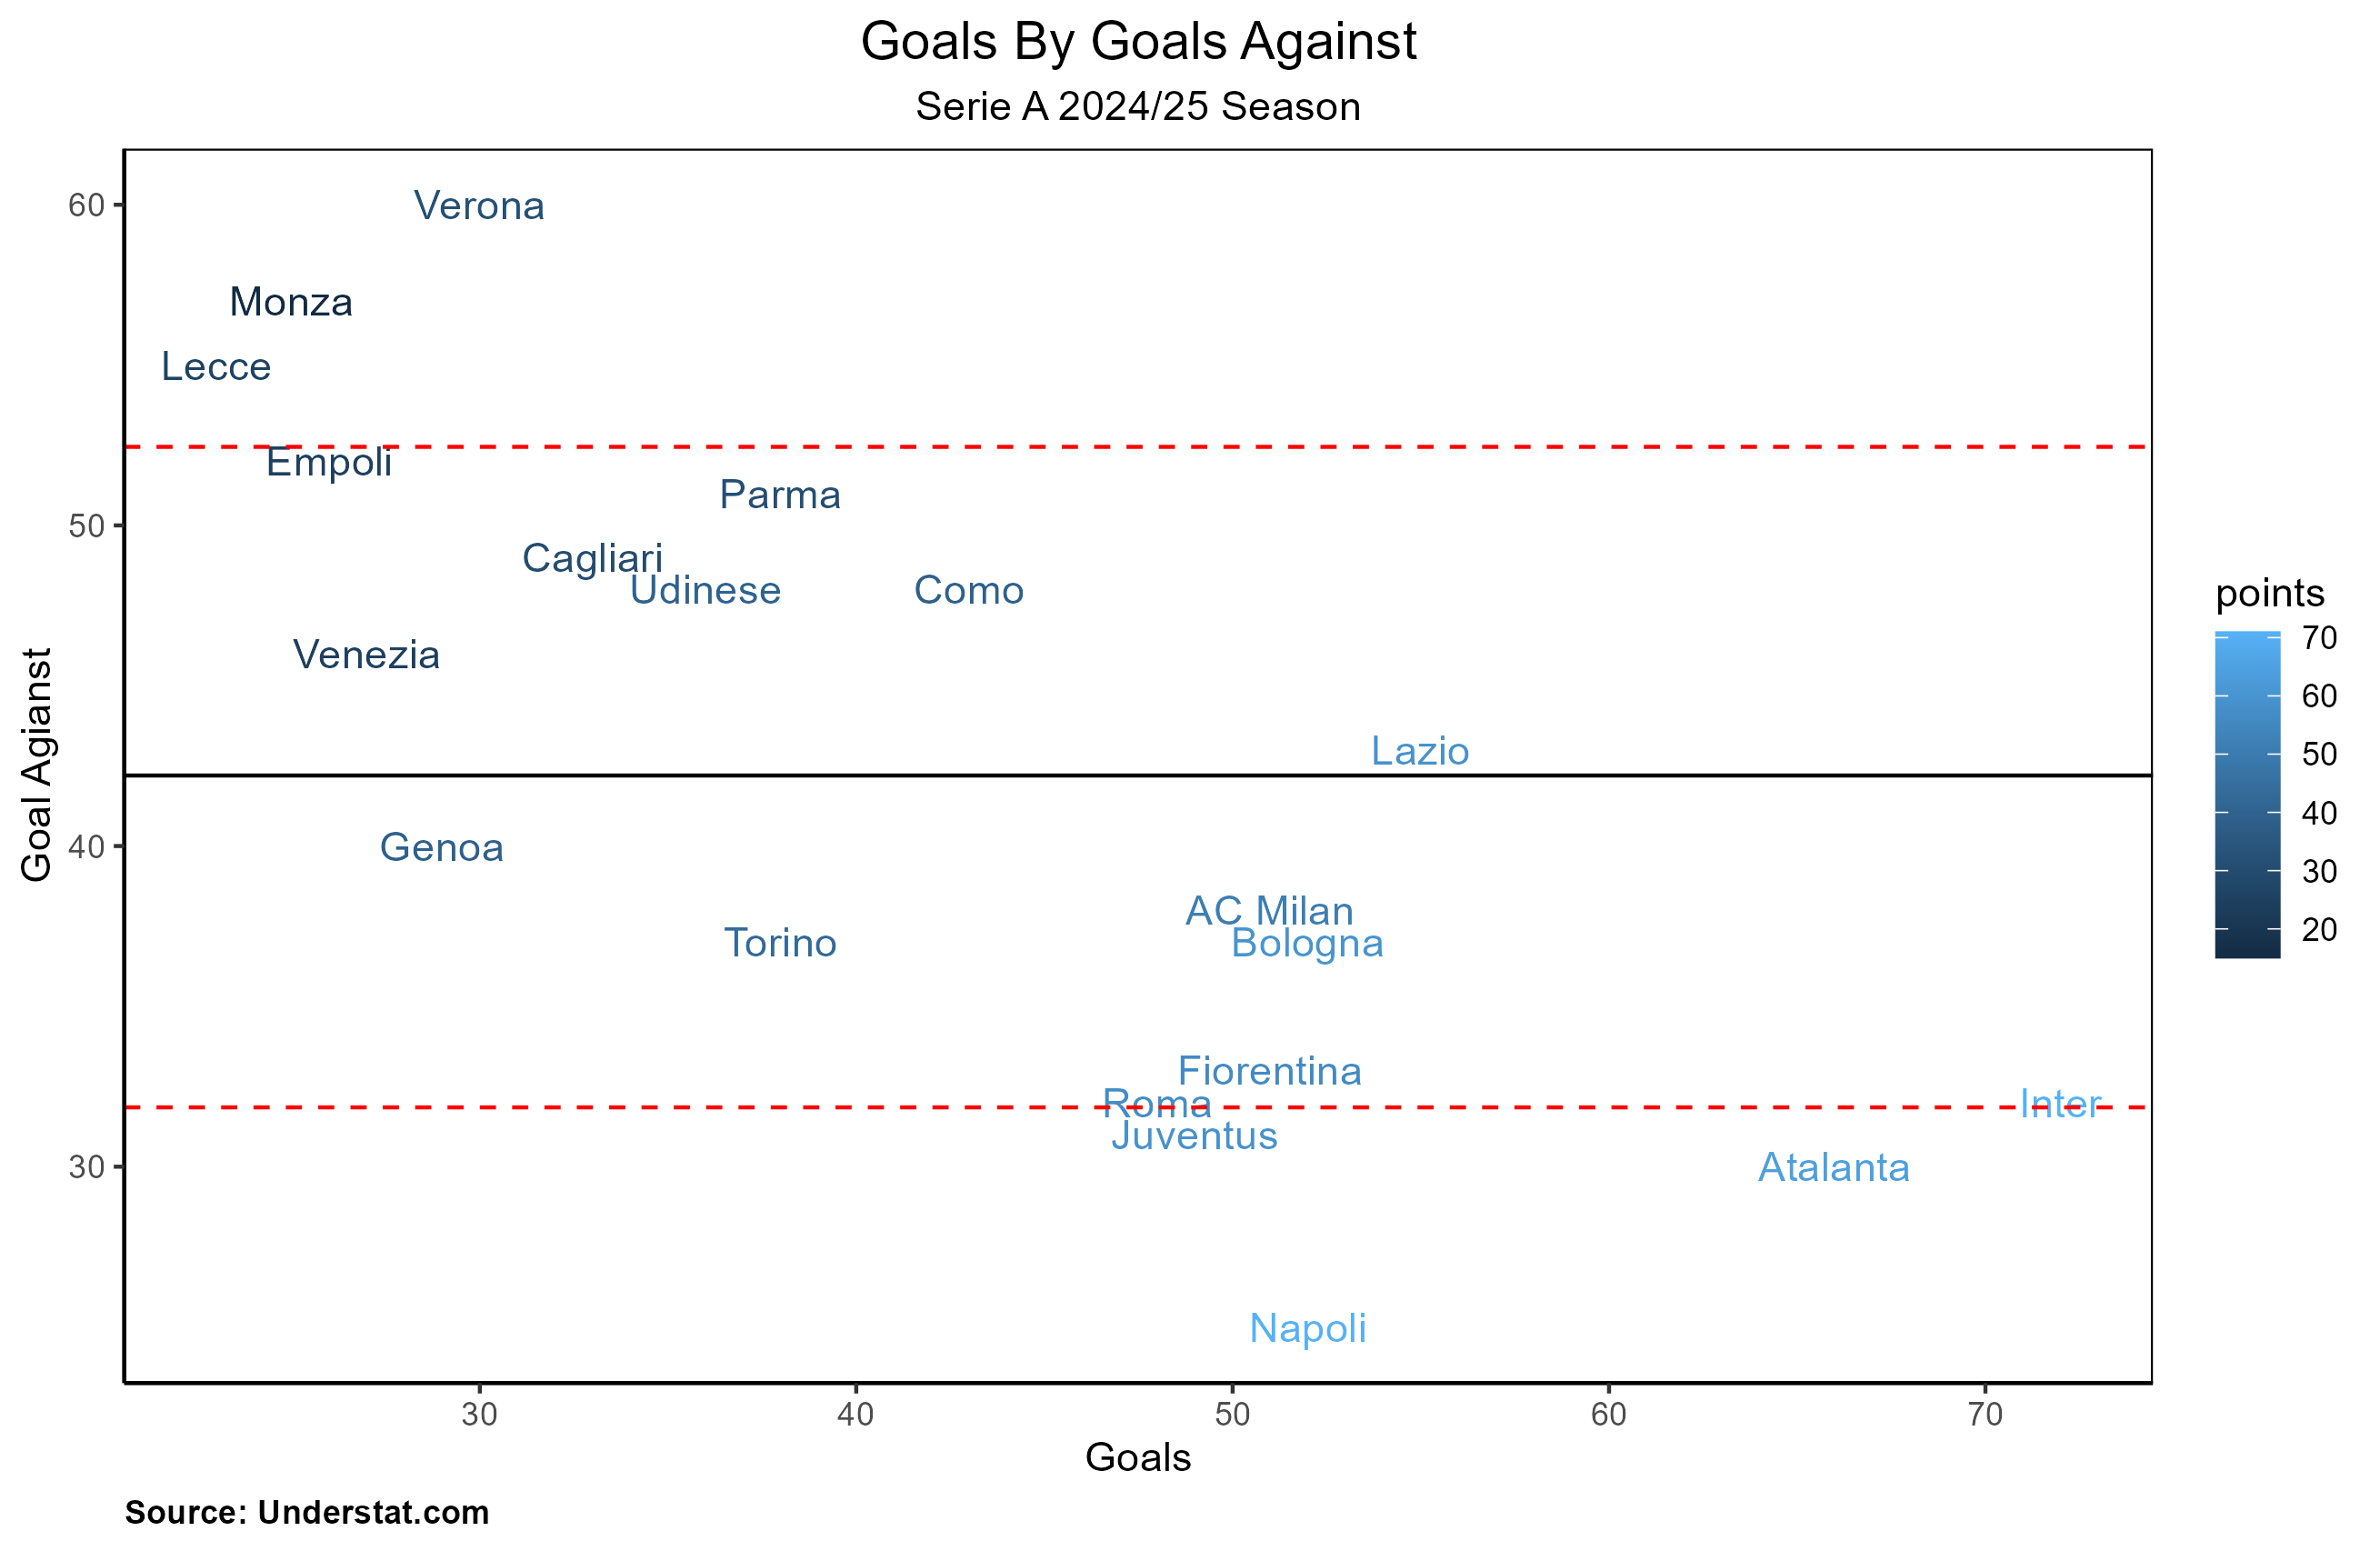 Goals By Goals Against
Serie A 2024/25 Season
60
Verona
Monza
Lecce
Empoli
Parma
50
Cagliari
Udinese
Como
Venezia
Lazio
Goal Agianst
40
Genoa
AC Milan
Torino
Bologna
Fiorentina
Roma
Inter
Juventus
30
Atalanta
Napoli
30
40
50
60
70
Goals
points
70
60
50
40
30
20
Source: Understat.com